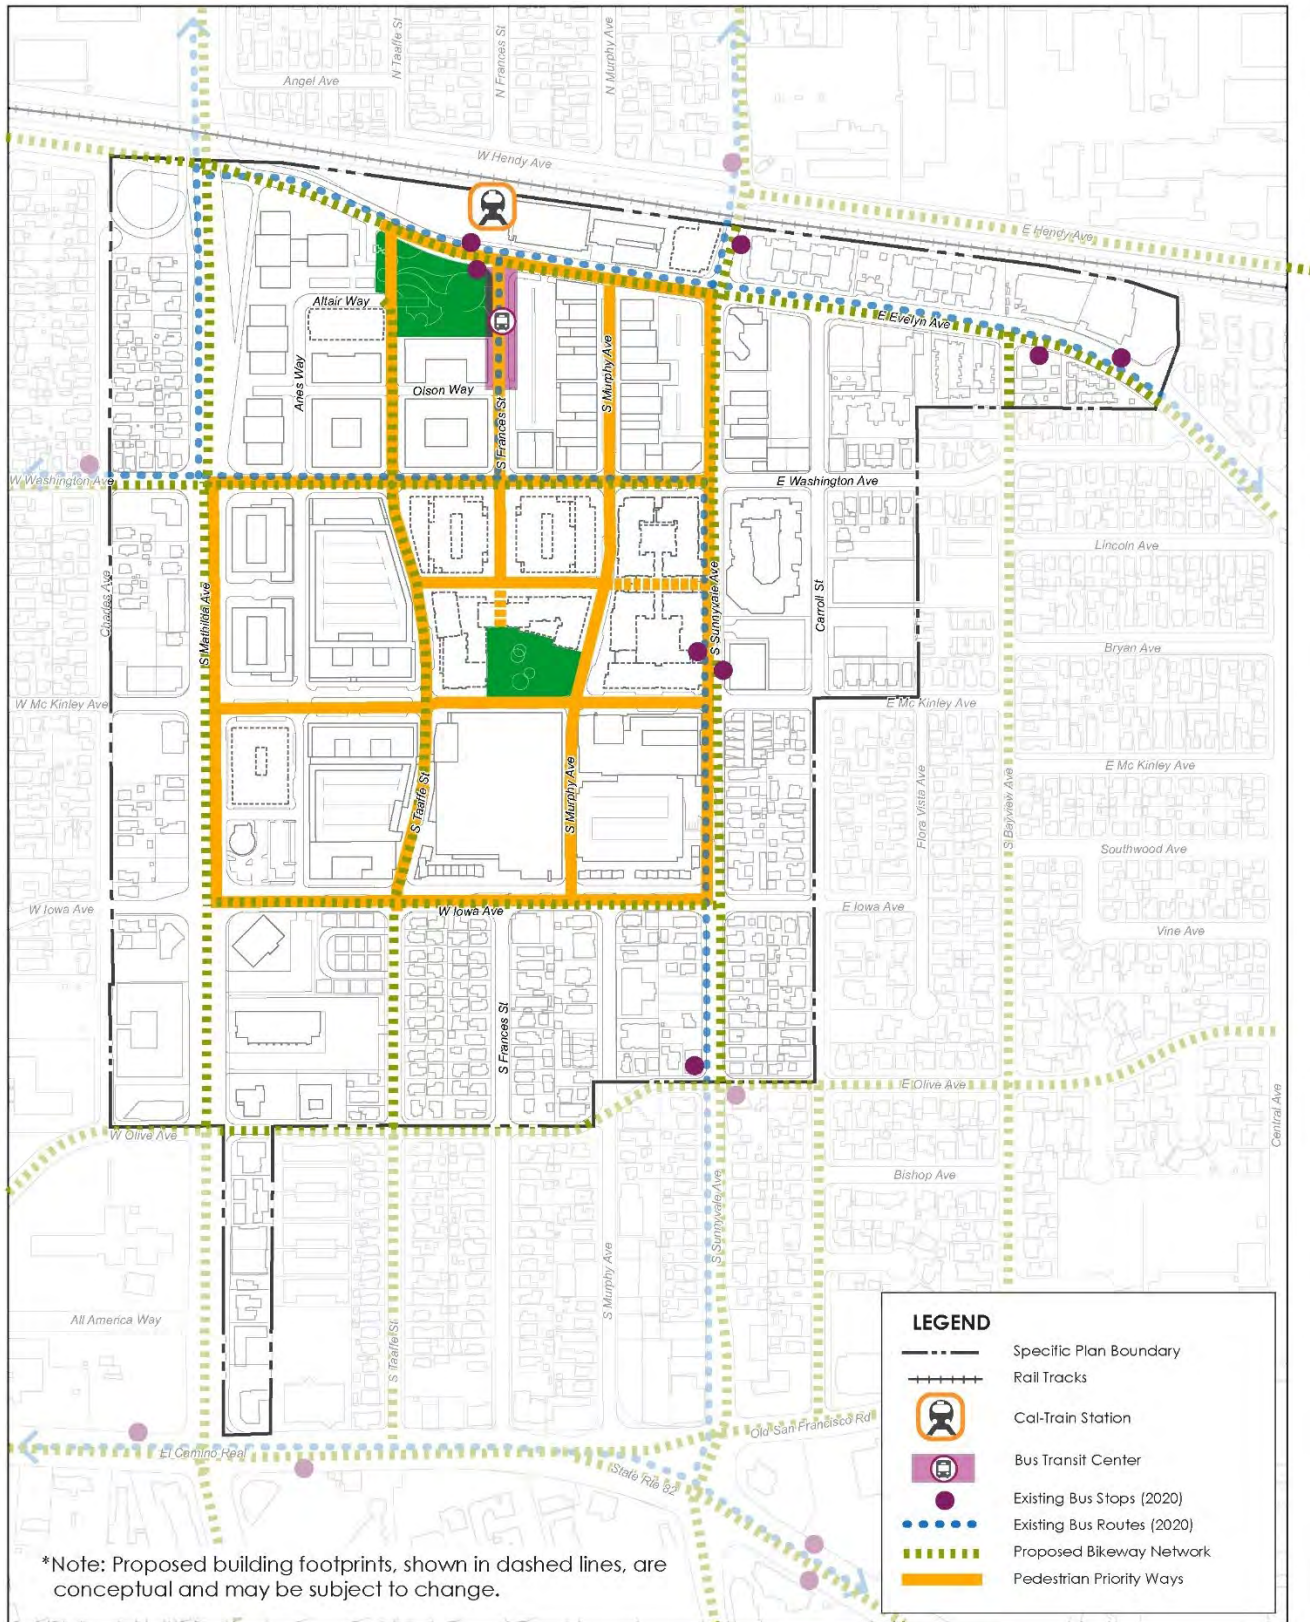 N Taaffe St
N Frances St
N Murphy Ave
Angel Ave
W Hendy Ave
E Hendy Ave
Altair Way
E Evelyn Ave
Anes Way
Olson Way
S Murphy Ave
S Frances St
W Washington Ave
E Washington Ave
Lincoln Ave
Charles Ave
S Mathilda Ave
S Sunnyvale Ave
Carroll St
Bryan Ave
W Mc Kinley Ave
E Mc Kinley Ave
E Mc Kinley Ave
S Taaffe St
S Murphy Ave
Flora Vista Ave
S Bayview Ave
Southwood Ave
W Iowa Ave
W Iowa Ave
E Iowa Ave
Vine Ave
S Frances St
E Olive Ave
W Olive Ave
Central Ave
Bishop Ave
S Sunnyvale Ave
S Murphy Ave
All America Way
S Taaffe St
El Camino Real
Old San Francisco Rd
State Rte 82
LEGEND
Specific Plan Boundary
Rail Tracks
Cal-Train Station
Bus Transit Center
Existing Bus Stops (2020)
Existing Bus Routes (2020)
Proposed Bikeway Network
Pedestrian Priority Ways
*Note: Proposed building footprints, shown in dashed lines, are
conceptual and may be subject to change.